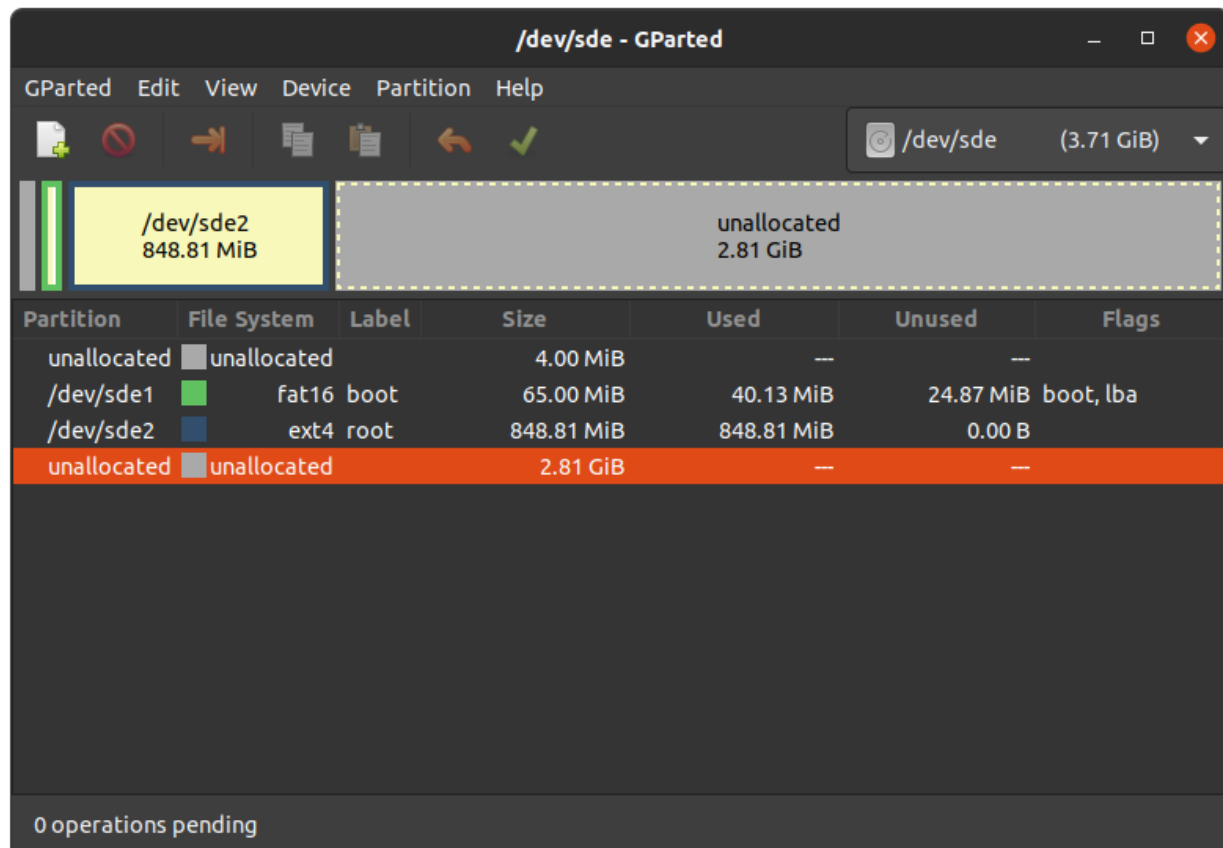 /dev/sde - GParted
GParted Edit View Device Partition Help
/dev/sde (3.71 GiB)
/dev/sde2
848.81 MiB
unallocated
2.81 GiB
Partition File System Label Size Used Unused Flags
unallocated unallocated 4.00 MiB --- ---
/dev/sde1 fat16 boot 65.00 MiB 40.13 MiB 24.87 MiB boot, lba
/dev/sde2 ext4 root 848.81 MiB 848.81 MiB 0.00 B
unallocated unallocated 2.81 GiB --- ---
0 operations pending